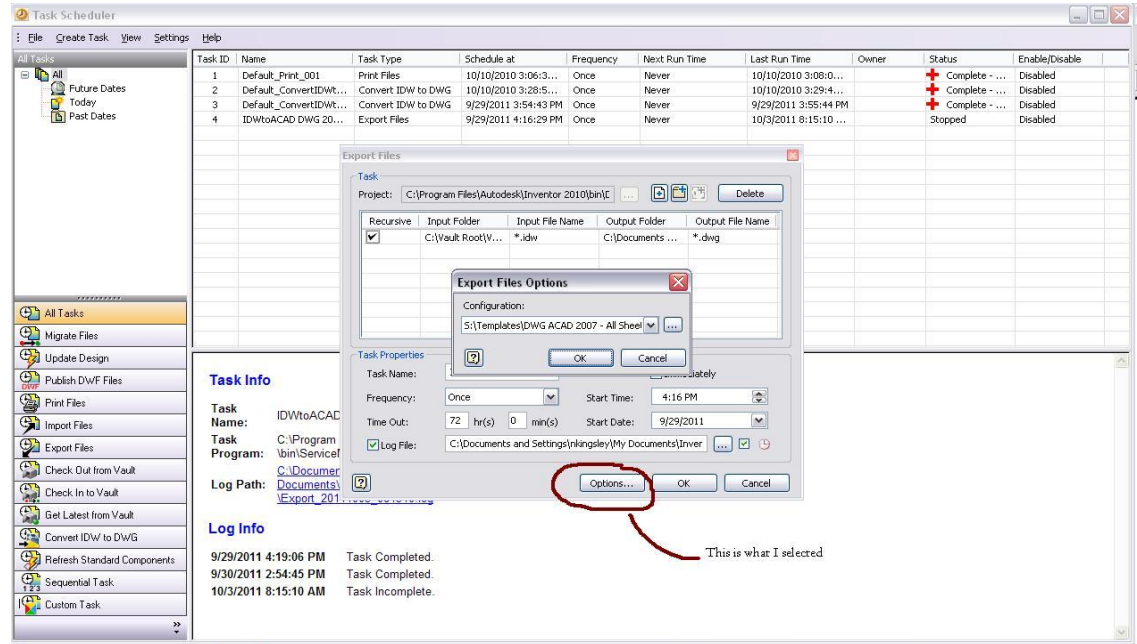 Task Scheduler
File Create Task View Settings Help
All Tasks
All
Future Dates
Today
Past Dates
Task ID Name Task Type Schedule at Frequency Next Run Time Last Run Time Owner Status Enable/Disable
1 Default_Print_001 Print Files 10/10/2010 3:06:3... Once Never 10/10/2010 3:08:0... Complete - ... Disabled
2 Default_ConvertIDWt... Convert IDW to DWG 10/10/2010 3:28:5... Once Never 10/10/2010 3:29:4... Complete - ... Disabled
3 Default_ConvertIDWt... Convert IDW to DWG 9/29/2011 3:54:43 PM Once Never 9/29/2011 3:55:44 PM Complete - ... Disabled
4 IDWtoACAD DWG 20... Export Files 9/29/2011 4:16:29 PM Once Never 10/3/2011 8:15:10 ... Stopped Disabled
Export Files
Task
Project: C:\Program Files\Autodesk\Inventor 2010\bin\D ... Delete
Recursive Input Folder Input File Name Output Folder Output File Name
C:\Vault Root\V... *.idw C:\Documents ... *.dwg
Export Files Options
Configuration:
S:\Templates\DWG ACAD 2007 - All Sheet ...
OK Cancel
Task Properties
Task Name: Immediately
Frequency: Once Start Time: 4:16 PM
Time Out: 72 hr(s) 0 min(s) Start Date: 9/29/2011
Log File: C:\Documents and Settings\nkingsley\My Documents\Inver ...
Options... OK Cancel
This is what I selected
All Tasks
Migrate Files
Update Design
Publish DWF Files
Print Files
Import Files
Export Files
Check Out from Vault
Check In to Vault
Get Latest from Vault
Convert IDW to DWG
Refresh Standard Components
Sequential Task
Custom Task
Task Info
Task Name: IDWtoACAD
Task Program: C:\Program \bin\ServiceM
Log Path: C:\Documen Documents\ \Export_201
Log Info
9/29/2011 4:19:06 PM Task Completed.
9/30/2011 2:54:45 PM Task Completed.
10/3/2011 8:15:10 AM Task Incomplete.